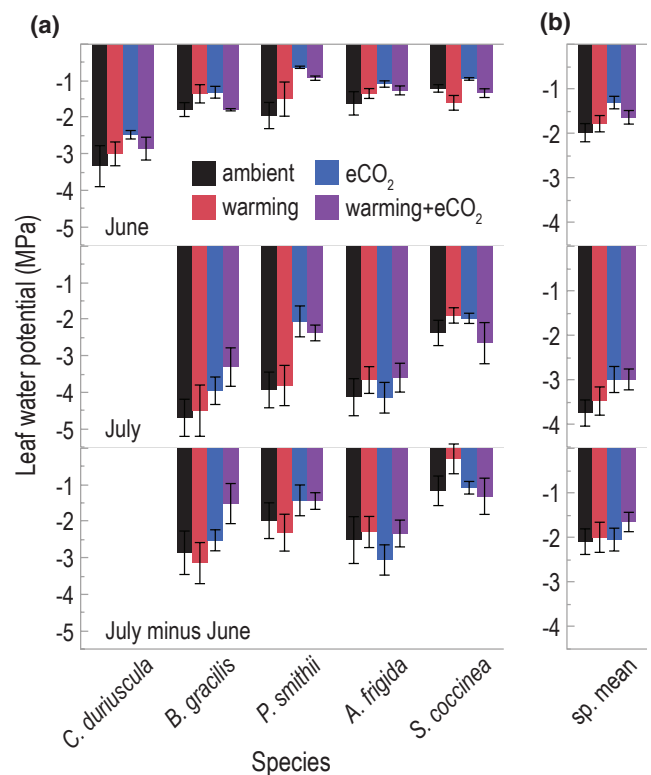 (a)
(b)
-1
-2
-3
-4
-5
June
ambient
eCO₂
warming
warming+eCO₂
-1
-2
-3
-4
-1
-2
-3
-4
-5
July
-1
-2
-3
-4
-1
-2
-3
-4
-5
July minus June
-1
-2
-3
-4
Leaf water potential (MPa)
C. duriuscula
B. gracilis
P. smithii
A. frigida
S. coccinea
sp. mean
Species